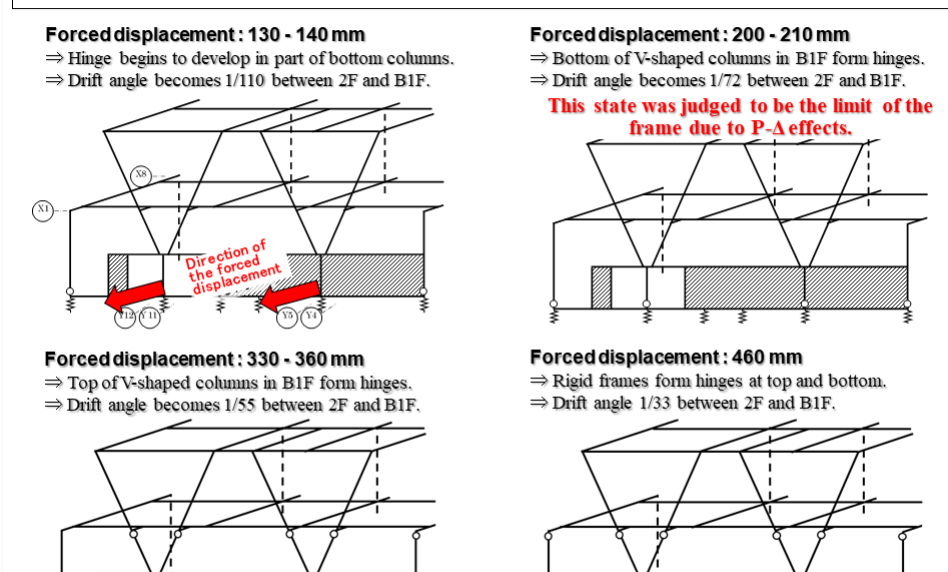 Forced displacement : 130 - 140 mm
⇒ Hinge begins to develop in part of bottom columns.
⇒ Drift angle becomes 1/110 between 2F and B1F.
X8
X1
Direction of
the forced
displacement
Y12 Y11 Y5 Y4
Forced displacement : 200 - 210 mm
⇒ Bottom of V-shaped columns in B1F form hinges.
⇒ Drift angle becomes 1/72 between 2F and B1F.
This state was judged to be the limit of the
frame due to P-Δ effects.
Forced displacement : 330 - 360 mm
⇒ Top of V-shaped columns in B1F form hinges.
⇒ Drift angle becomes 1/55 between 2F and B1F.
Forced displacement : 460 mm
⇒ Rigid frames form hinges at top and bottom.
⇒ Drift angle 1/33 between 2F and B1F.